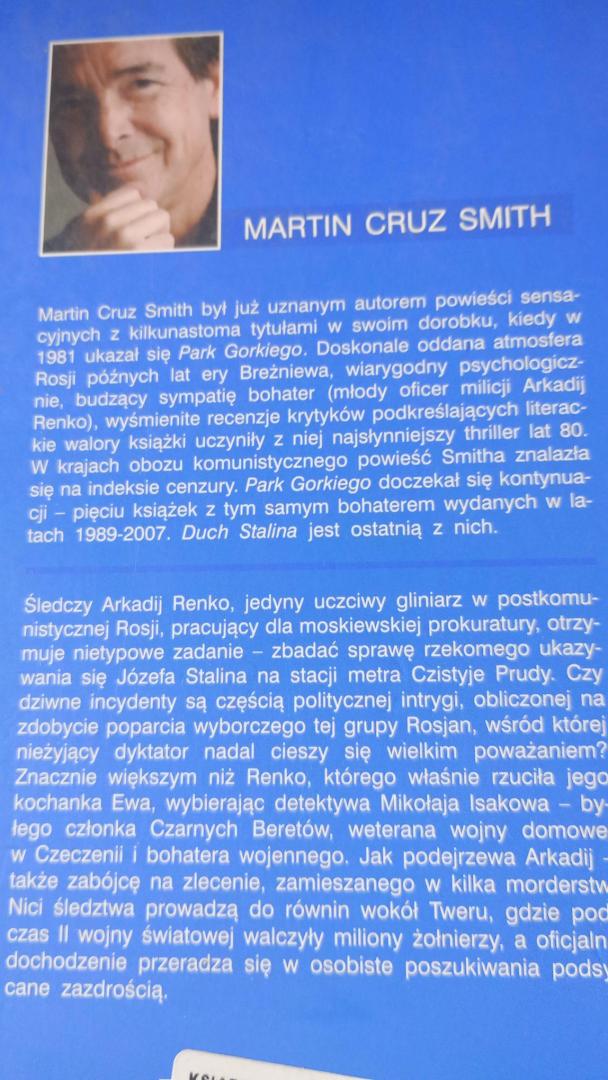 MARTIN CRUZ SMITH
Martin Cruz Smith był już uznanym autorem powieści sensa-
cyjnych z kilkunastoma tytułami w swoim dorobku, kiedy w
1981 ukazał się Park Gorkiego. Doskonale oddana atmosfera
Rosji późnych lat ery Breżniewa, wiarygodny psychologicz-
nie, budzący sympatię bohater (młody oficer milicji Arkadij
Renko), wyśmienite recenzje krytyków podkreślających literac-
kie walory książki uczyniły z niej najsłynniejszy thriller lat 80.
W krajach obozu komunistycznego powieść Smitha znalazła
się na indeksie cenzury. Park Gorkiego doczekał się kontynua-
cji – pięciu książek z tym samym bohaterem wydanych w la-
tach 1989-2007. Duch Stalina jest ostatnią z nich.
Śledczy Arkadij Renko, jedyny uczciwy gliniarz w postkomu-
nistycznej Rosji, pracujący dla moskiewskiej prokuratury, otrzy-
muje nietypowe zadanie – zbadać sprawę rzekomego ukazy-
wania się Józefa Stalina na stacji metra Czistyje Prudy. Czy
dziwne incydenty są częścią politycznej intrygi, obliczonej na
zdobycie poparcia wyborczego tej grupy Rosjan, wśród której
nieżyjący dyktator nadal cieszy się wielkim poważaniem?
Znacznie większym niż Renko, którego właśnie rzuciła jego
kochanka Ewa, wybierając detektywa Mikołaja Isakowa – by-
łego członka Czarnych Beretów, weterana wojny domowe
w Czeczenii i bohatera wojennego. Jak podejrzewa Arkadij -
także zabójcę na zlecenie, zamieszanego w kilka morderstw
Nici śledztwa prowadzą do równin wokół Tweru, gdzie pod
czas II wojny światowej walczyły miliony żołnierzy, a oficjaln
dochodzenie przeradza się w osobiste poszukiwania podsy
cane zazdrością.